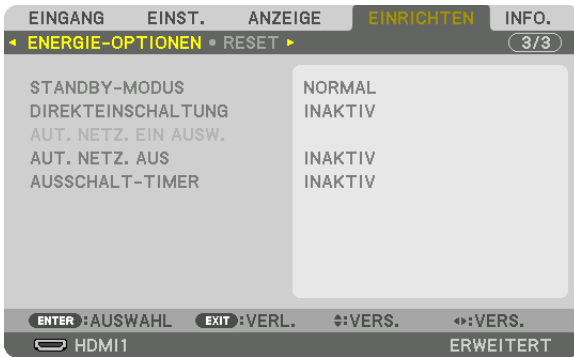 EINGANG EINST. ANZEIGE EINRICHTEN INFO.
◂ ENERGIE-OPTIONEN • RESET ▸ 3/3
STANDBY-MODUS NORMAL
DIREKTEINSCHALTUNG INAKTIV
AUT. NETZ. EIN AUSW.
AUT. NETZ. AUS INAKTIV
AUSSCHALT-TIMER INAKTIV
ENTER :AUSWAHL EXIT :VERL. ♦:VERS. ◂▸:VERS.
HDMI1 ERWEITERT